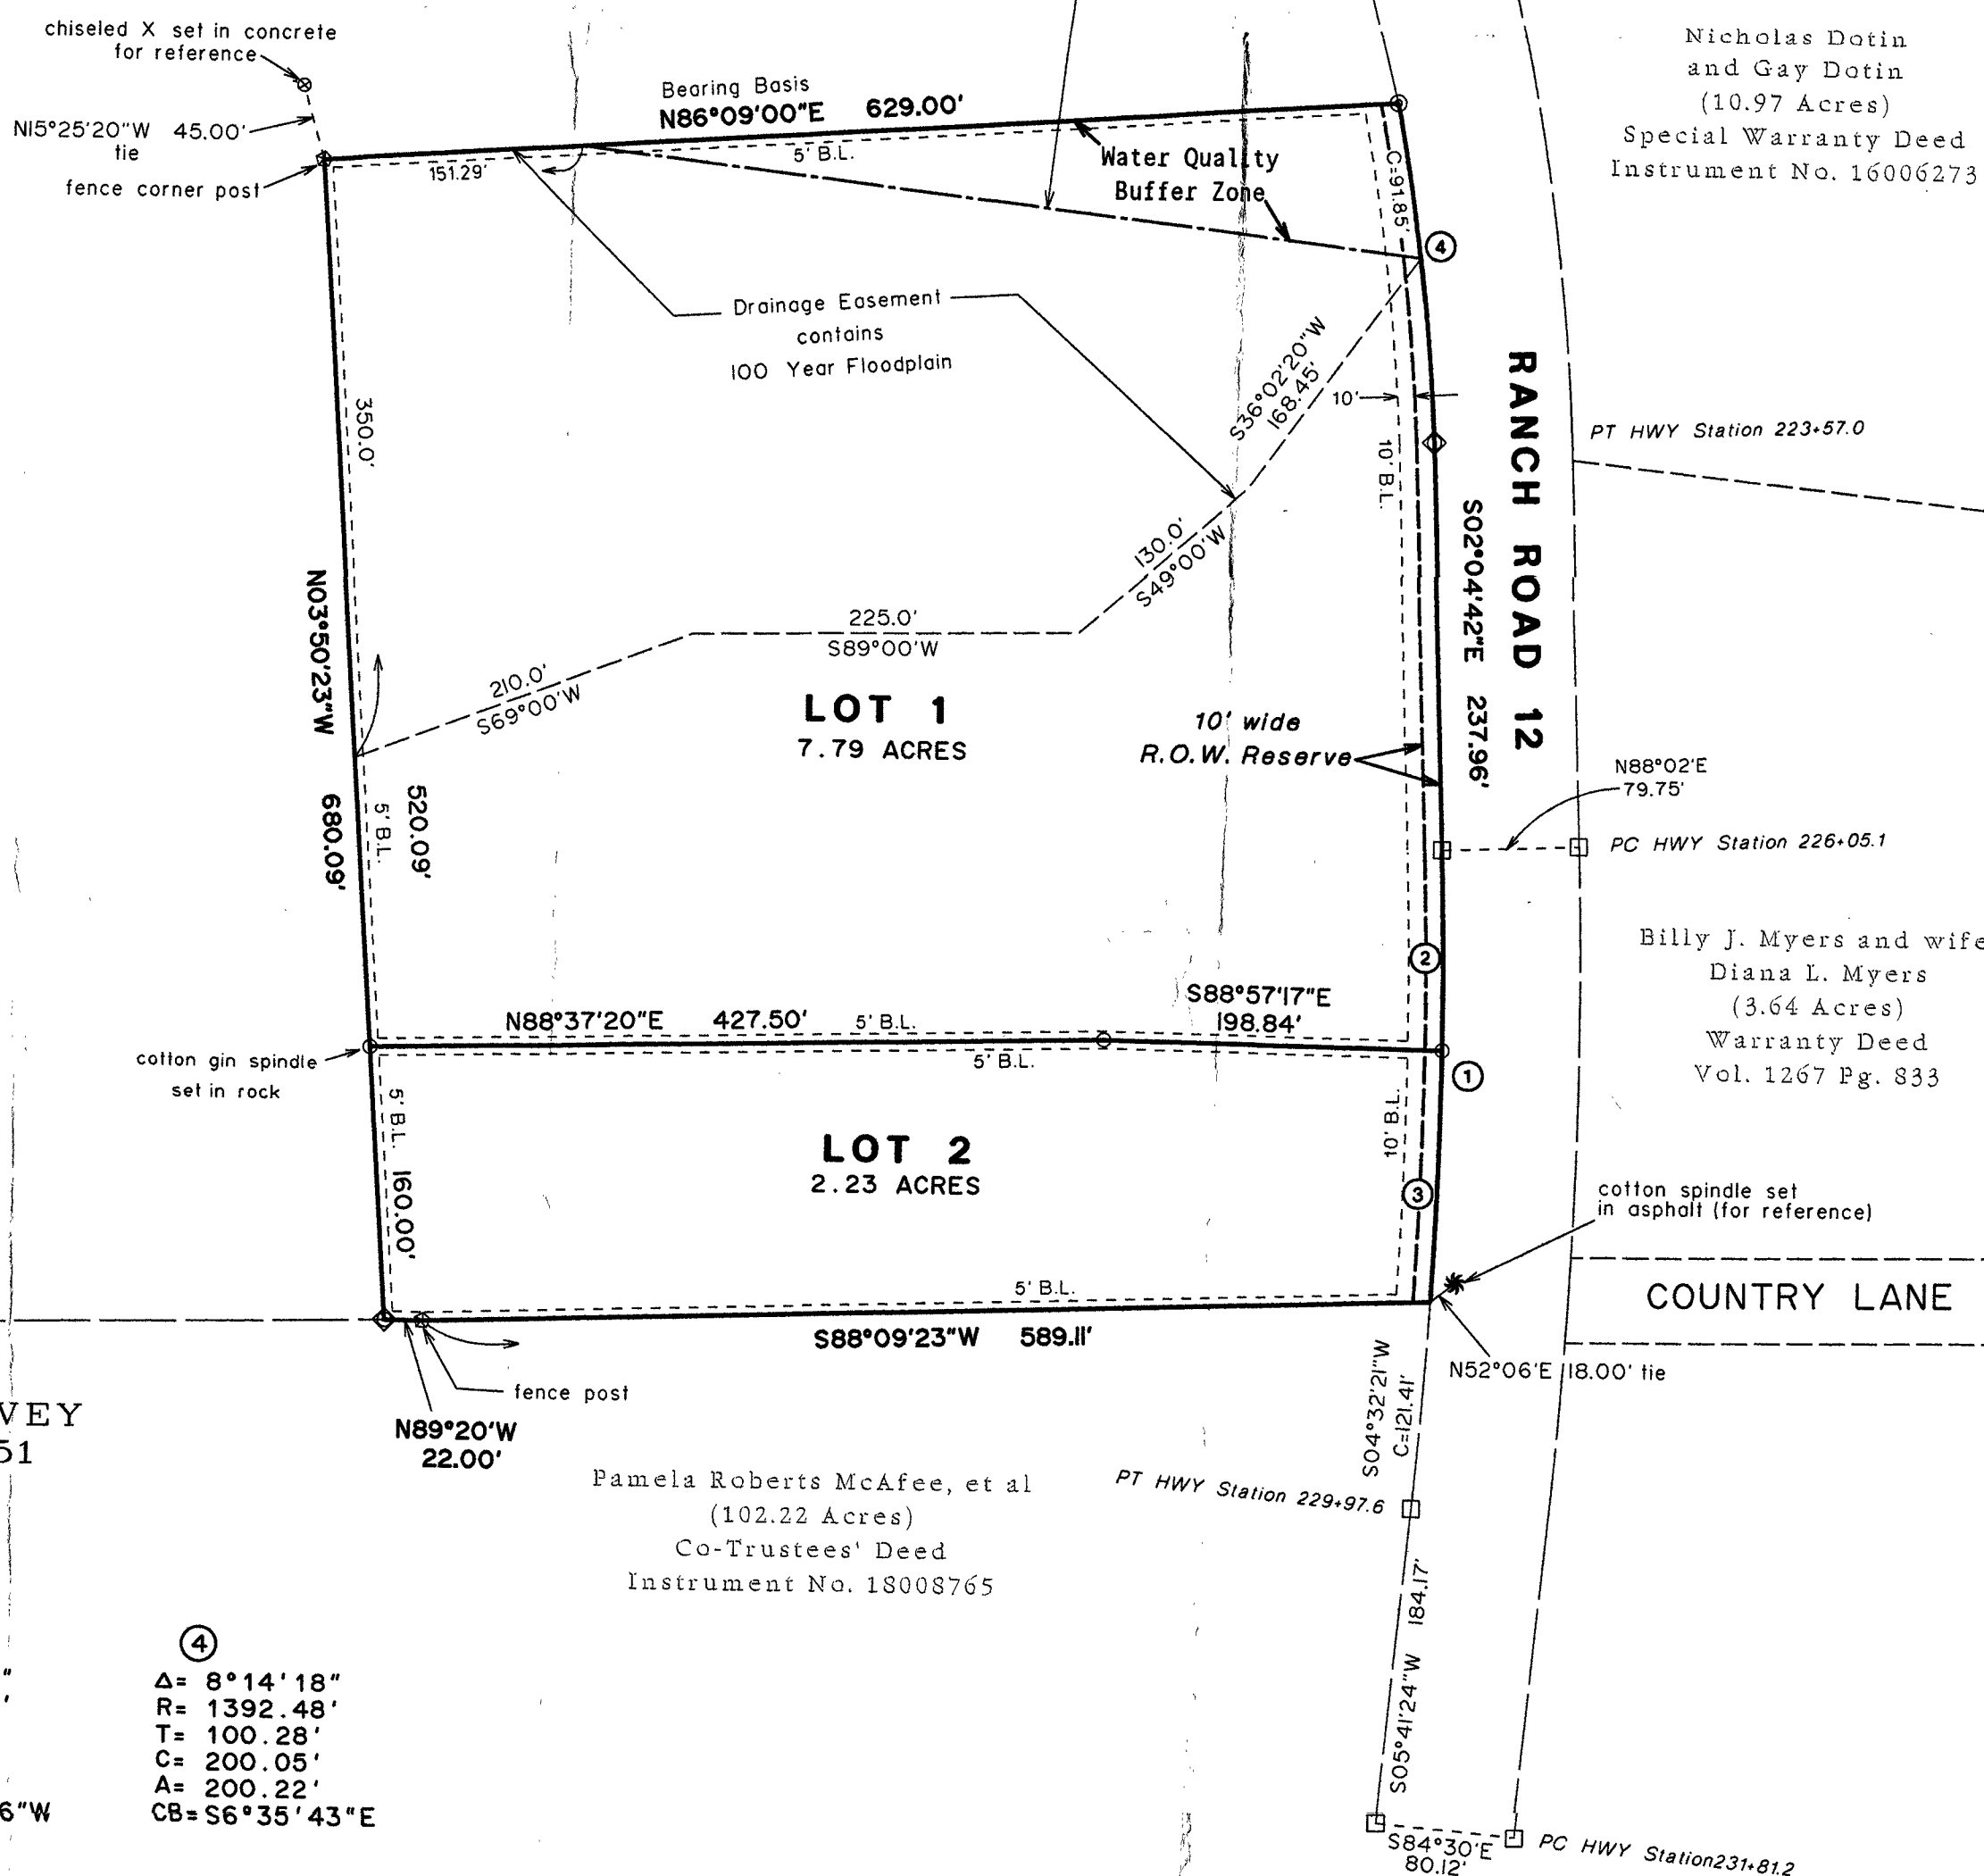 chiseled X set in concrete
for reference
N15°25'20"W 45.00'
tie
fence corner post
Bearing Basis
N86°09'00"E 629.00'
151.29'
5' B.L.
Water Quality
Buffer Zone
C=91.85'
4
Nicholas Dotin
and Gay Dotin
(10.97 Acres)
Special Warranty Deed
Instrument No. 16006273
Drainage Easement
contains
100 Year Floodplain
S36°02'20"W
168.45'
10'
10' B.L.
RANCH ROAD 12
PT HWY Station 223+57.0
350.0'
130.0'
S49°00'W
S02°04'42"E 237.96'
225.0'
S89°00'W
210.0'
S69°00'W
N03°50'23"W 680.09'
LOT 1
7.79 ACRES
10' wide
R.O.W. Reserve
N88°02'E
79.75'
PC HWY Station 226+05.1
520.09'
5' B.L.
2
Billy J. Myers and wife
Diana L. Myers
(3.64 Acres)
Warranty Deed
Vol. 1267 Pg. 833
N88°37'20"E 427.50' 5' B.L.
S88°57'17"E
198.84'
5' B.L.
cotton gin spindle
set in rock
1
5' B.L. 160.00'
LOT 2
2.23 ACRES
10' B.L.
3
cotton spindle set
in asphalt (for reference)
COUNTRY LANE
5' B.L.
S88°09'23"W 589.11'
N52°06'E 18.00' tie
fence post
N89°20'W
22.00'
VEY
51
S04°32'21"W
C=121.41'
Pamela Roberts McAfee, et al
(102.22 Acres)
Co-Trustees' Deed
Instrument No. 18008765
PT HWY Station 229+97.6
S05°41'24"W 184.17'
4
Δ= 8°14'18"
R= 1392.48'
T= 100.28'
C= 200.05'
A= 200.22'
CB= S6°35'43"E
"
'
6"W
S84°30'E
80.12'
PC HWY Station 231+81.2